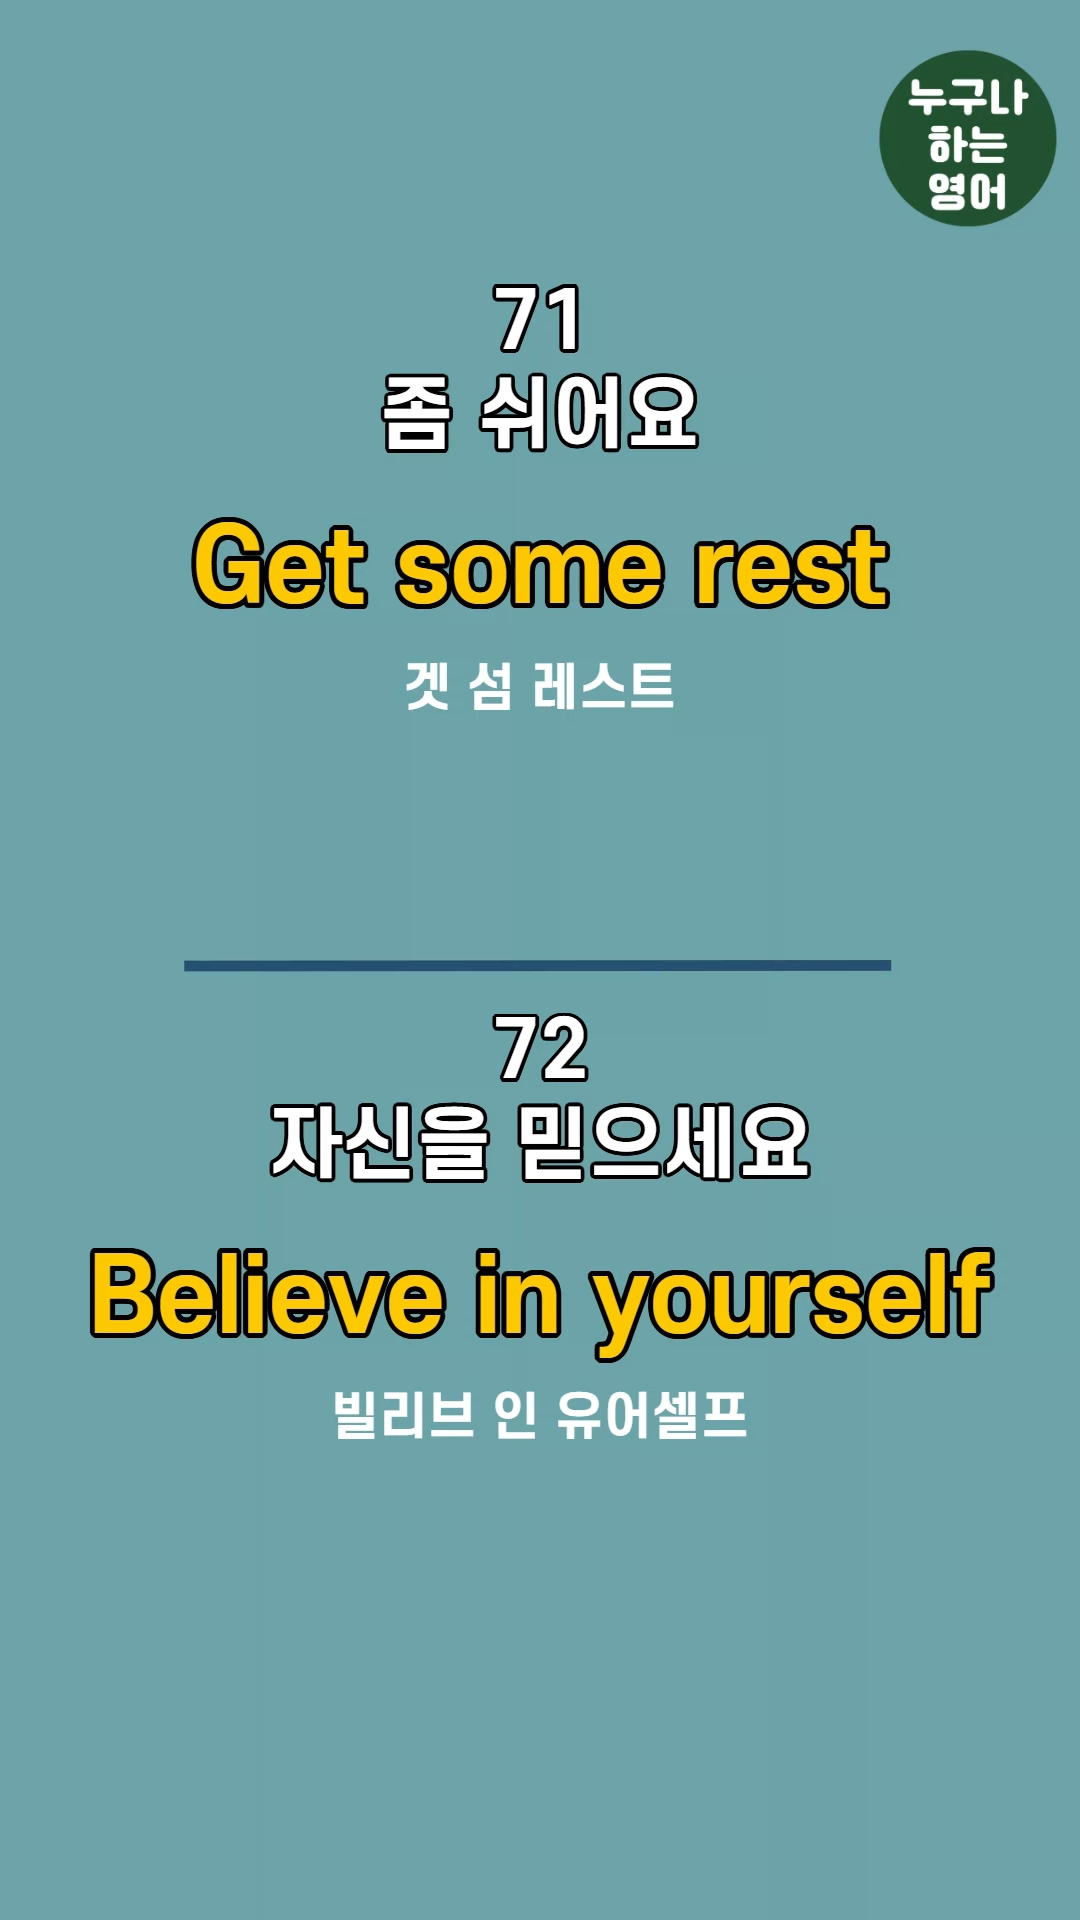 누구나
하는
영어
71
좀 쉬어요
Get some rest
겟 섬 레스트
72
자신을 믿으세요
Believe in yourself
빌리브 인 유어셀프